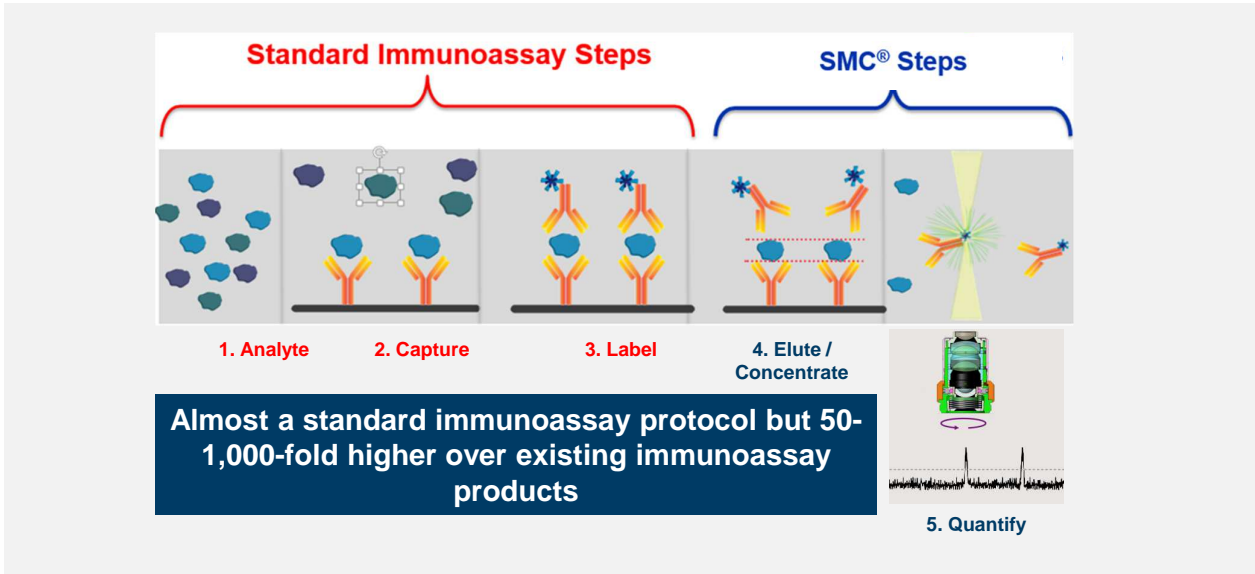 Standard Immunoassay Steps
SMC® Steps
1. Analyte
2. Capture
3. Label
4. Elute /
Concentrate
Almost a standard immunoassay protocol but 50-
1,000-fold higher over existing immunoassay
products
5. Quantify